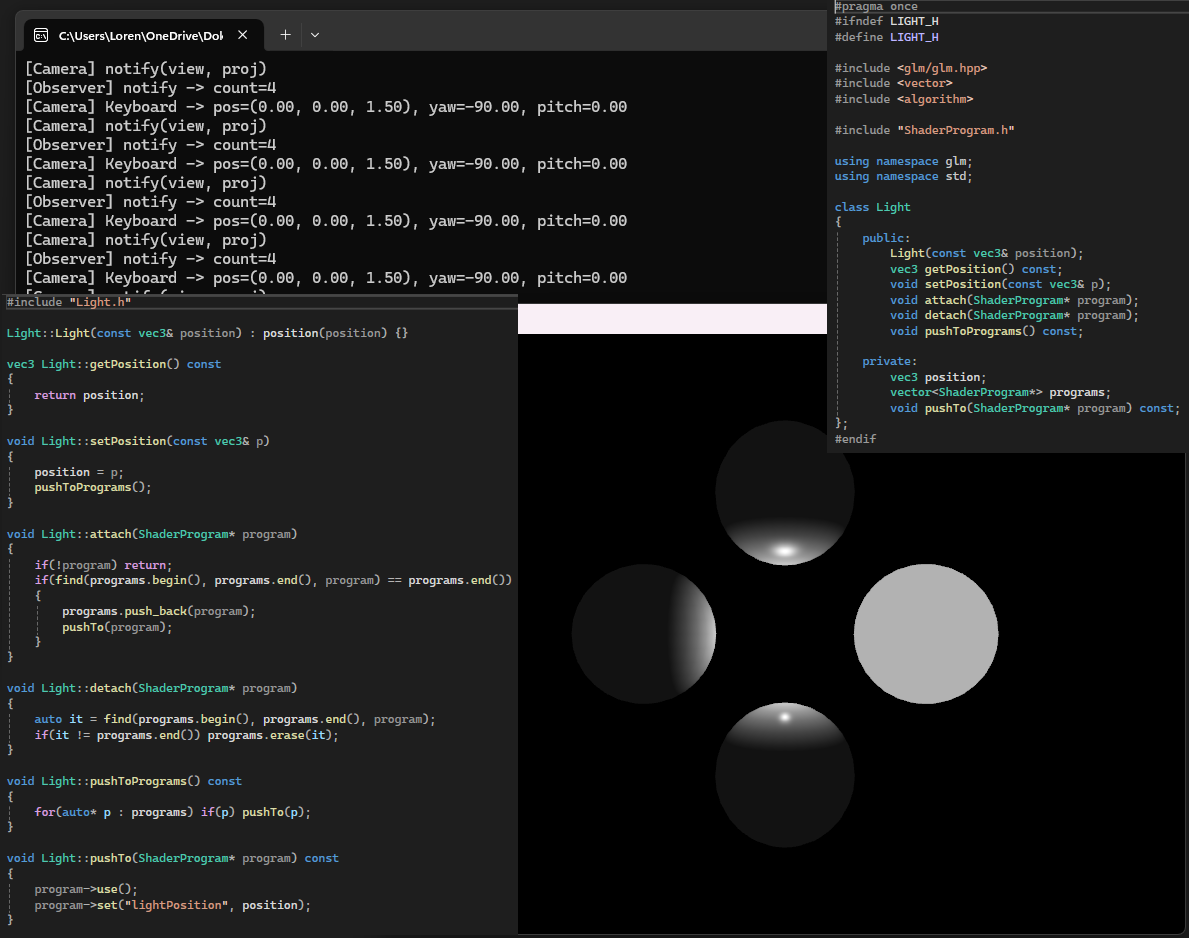 C:\Users\Loren\OneDrive\Dok
[Camera] notify(view, proj)
[Observer] notify -> count=4
[Camera] Keyboard -> pos=(0.00, 0.00, 1.50), yaw=-90.00, pitch=0.00
[Camera] notify(view, proj)
[Observer] notify -> count=4
[Camera] Keyboard -> pos=(0.00, 0.00, 1.50), yaw=-90.00, pitch=0.00
[Camera] notify(view, proj)
[Observer] notify -> count=4
[Camera] Keyboard -> pos=(0.00, 0.00, 1.50), yaw=-90.00, pitch=0.00
[Camera] notify(view, proj)
[Observer] notify -> count=4
[Camera] Keyboard -> pos=(0.00, 0.00, 1.50), yaw=-90.00, pitch=0.00
#pragma once
#ifndef LIGHT_H
#define LIGHT_H
#include <glm/glm.hpp>
#include <vector>
#include <algorithm>
#include "ShaderProgram.h"
using namespace glm;
using namespace std;
class Light
{
public:
Light(const vec3& position);
vec3 getPosition() const;
void setPosition(const vec3& p);
void attach(ShaderProgram* program);
void detach(ShaderProgram* program);
void pushToPrograms() const;
private:
vec3 position;
vector<ShaderProgram*> programs;
void pushTo(ShaderProgram* program) const;
};
#endif
#include "Light.h"
Light::Light(const vec3& position) : position(position) {}
vec3 Light::getPosition() const
{
return position;
}
void Light::setPosition(const vec3& p)
{
position = p;
pushToPrograms();
}
void Light::attach(ShaderProgram* program)
{
if(!program) return;
if(find(programs.begin(), programs.end(), program) == programs.end())
{
programs.push_back(program);
pushTo(program);
}
}
void Light::detach(ShaderProgram* program)
{
auto it = find(programs.begin(), programs.end(), program);
if(it != programs.end()) programs.erase(it);
}
void Light::pushToPrograms() const
{
for(auto* p : programs) if(p) pushTo(p);
}
void Light::pushTo(ShaderProgram* program) const
{
program->use();
program->set("lightPosition", position);
}